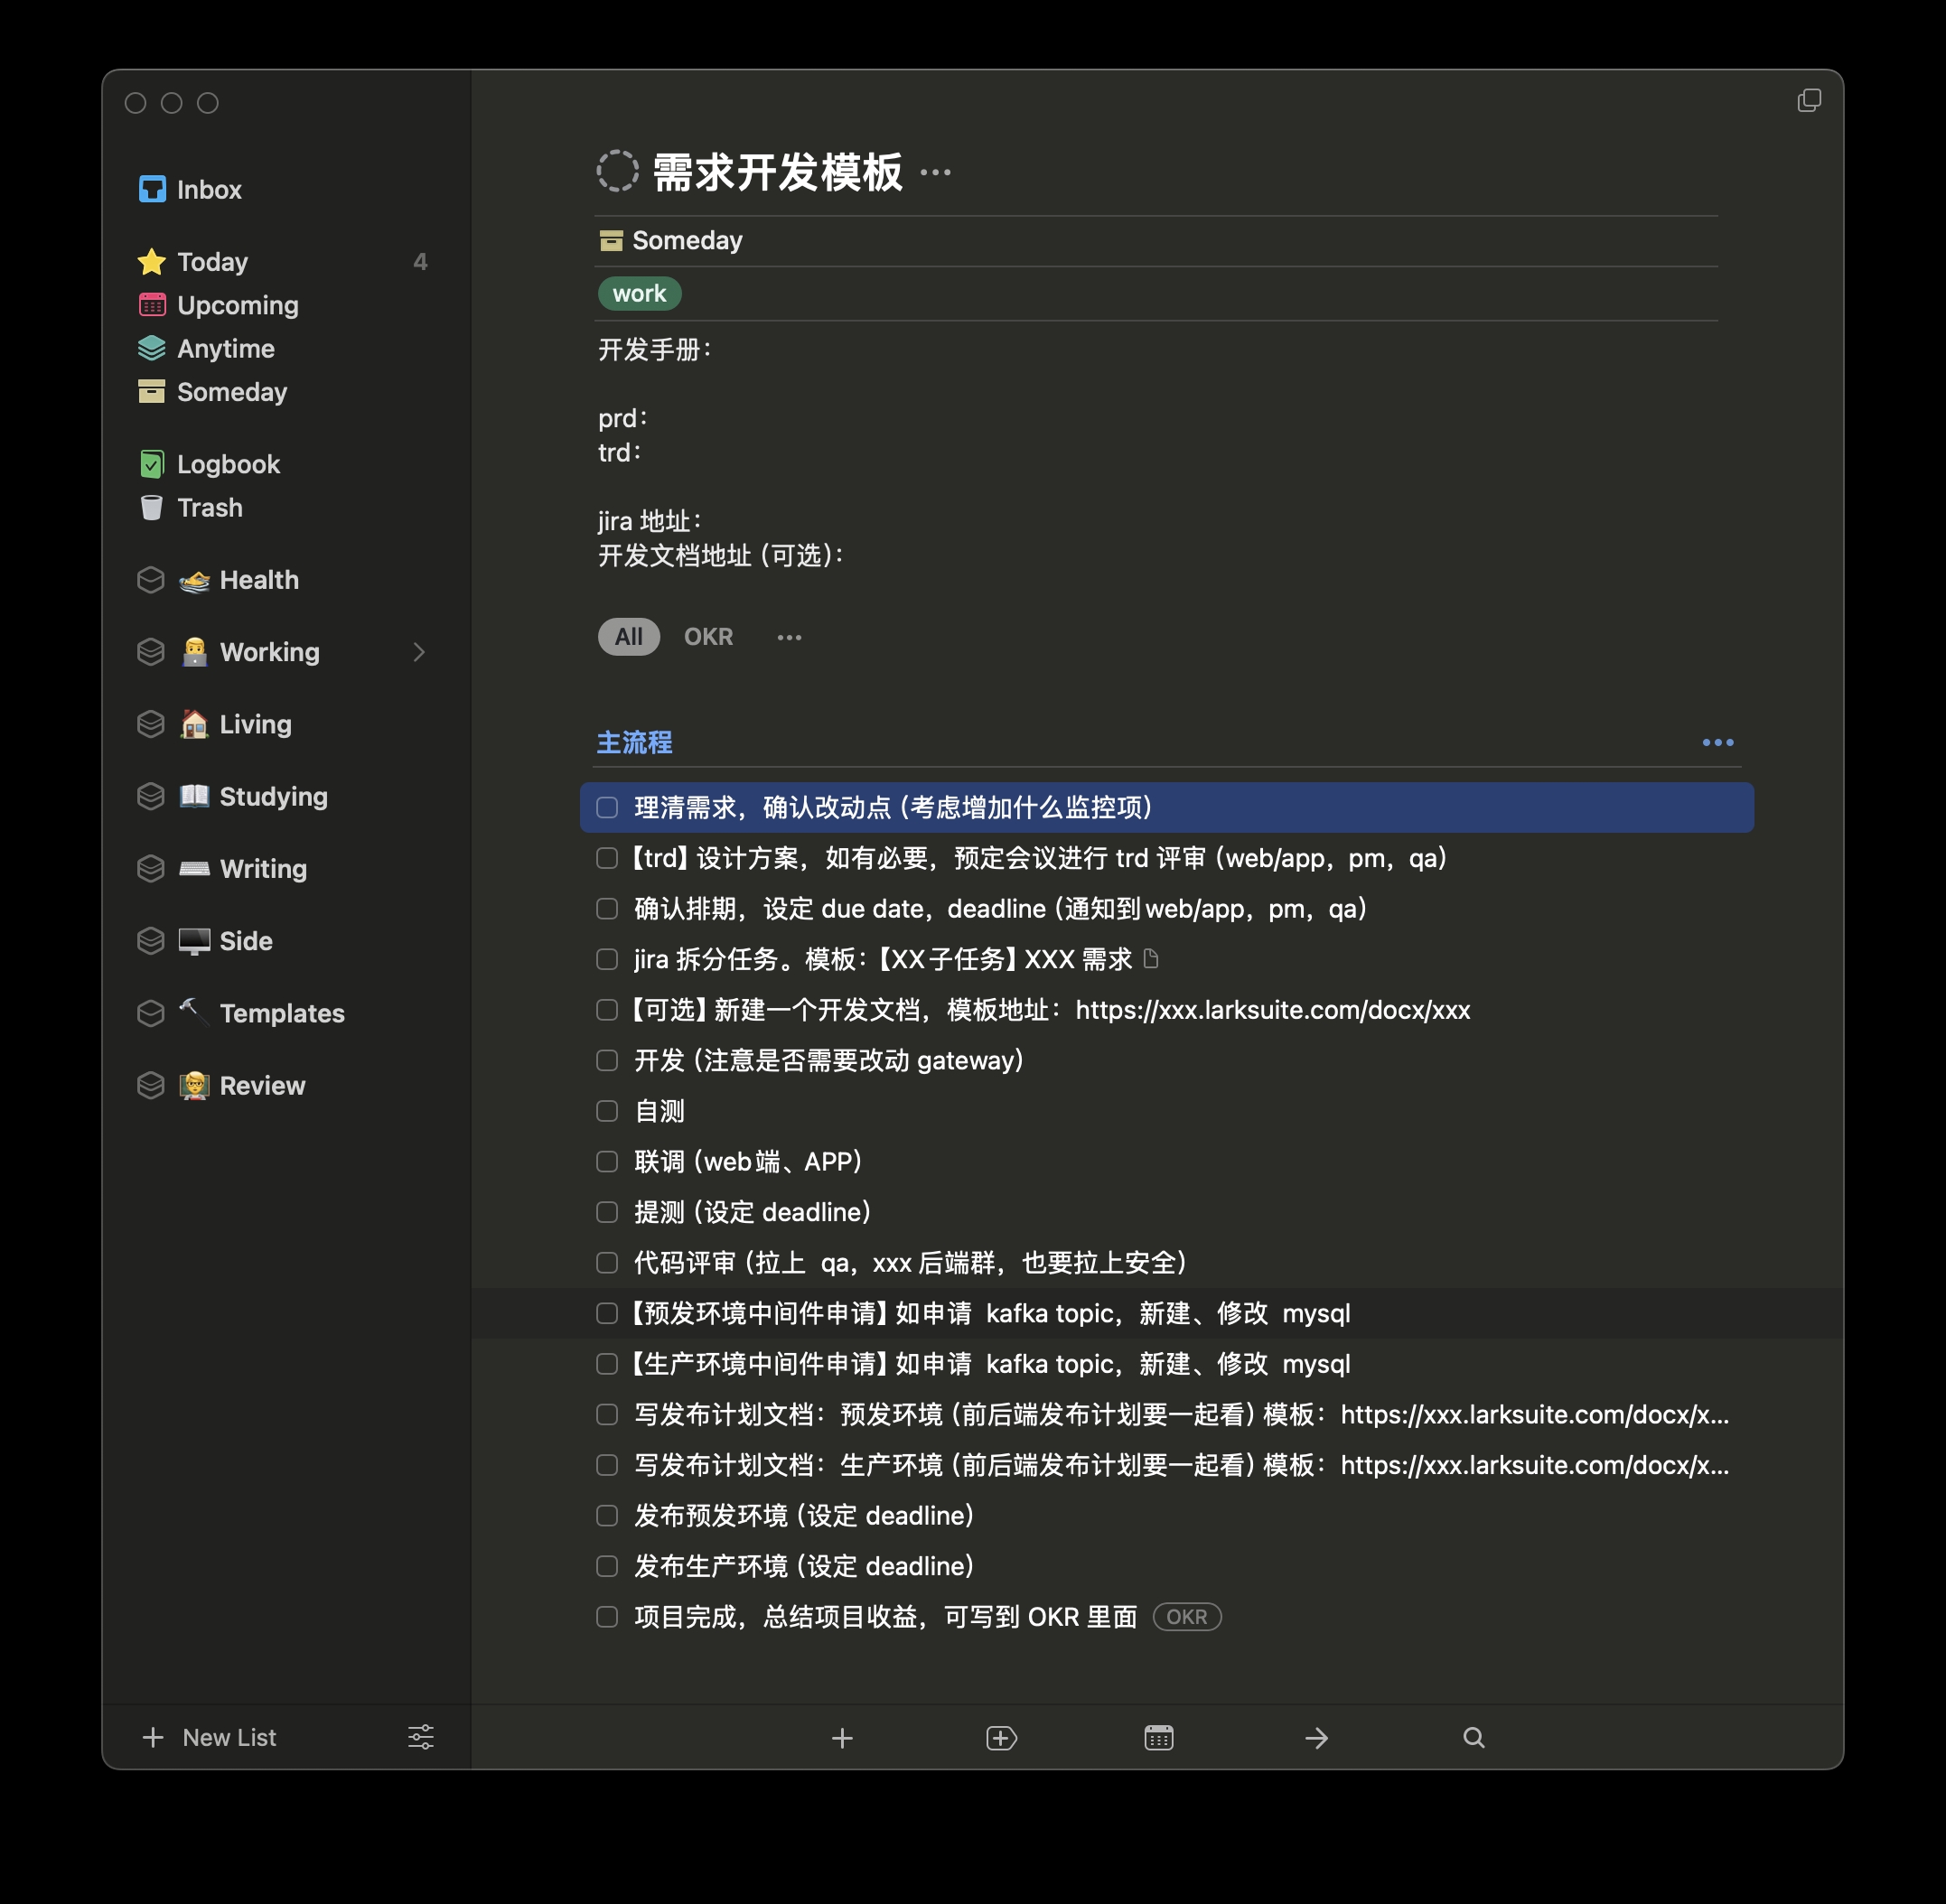 Inbox
Today 4
Upcoming
Anytime
Someday
Logbook
Trash
Health
Working
Living
Studying
Writing
Side
Templates
Review
New List
需求开发模板
Someday
work
开发手册：
prd：
trd：
jira 地址：
开发文档地址（可选）：
All OKR
主流程
理清需求，确认改动点（考虑增加什么监控项）
【trd】设计方案，如有必要，预定会议进行 trd 评审（web/app，pm，qa）
确认排期，设定 due date，deadline（通知到web/app，pm，qa）
jira 拆分任务。模板：【XX子任务】XXX 需求
【可选】新建一个开发文档，模板地址：https://xxx.larksuite.com/docx/xxx
开发（注意是否需要改动 gateway）
自测
联调（web端、APP）
提测（设定 deadline）
代码评审（拉上 qa，xxx 后端群，也要拉上安全）
【预发环境中间件申请】如申请 kafka topic，新建、修改 mysql
【生产环境中间件申请】如申请 kafka topic，新建、修改 mysql
写发布计划文档：预发环境（前后端发布计划要一起看）模板：https://xxx.larksuite.com/docx/x...
写发布计划文档：生产环境（前后端发布计划要一起看）模板：https://xxx.larksuite.com/docx/x...
发布预发环境（设定 deadline）
发布生产环境（设定 deadline）
项目完成，总结项目收益，可写到 OKR 里面 OKR